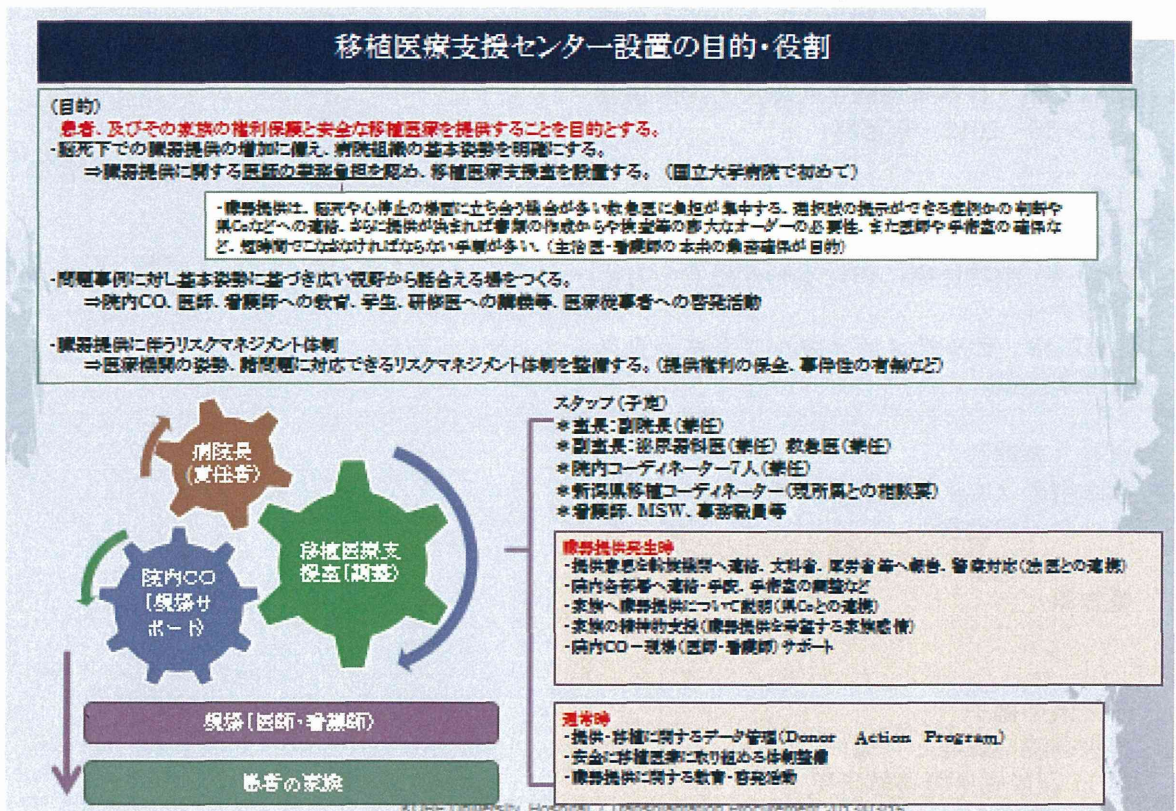 移植医療支援センター設置の目的・役割
(目的)
患者、及びその家族の権利保護と安全な移植医療を提供することを目的とする。
・脳死下での臓器提供の増加に備え、病院組織の基本姿勢を明確にする。
⇒臓器提供に関する医師の業務負担を認め、移植医療支援室を設置する。(国立大学病院で初めて)
・臓器提供は、脳死や心停止の場面に立ち会う機会が多い救急医に負担が集中する。選択肢の提示ができる症例かの判断や
県Coなどへの連絡、さらに提供が決まれば書類の作成からや検査等の膨大なオーダーの必要性、また医師や手術室の確保な
ど、短時間でこなさなければならない手順が多い。(主治医・看護師の本来の業務確保が目的)
・問題事例に対し基本姿勢に基づき広い視野から話合える場をつくる。
⇒院内CO、医師、看護師への教育、学生、研修医への講義等、医療従事者への啓発活動
・臓器提供に伴うリスクマネジメント体制
⇒医療機関の姿勢、諸問題に対応できるリスクマネジメント体制を整備する。(提供権利の保全、事件性の有無など)
病院長
(責任者)
移植医療支
援室(調整)
院内CO
(現場サ
ポート)
現場(医師・看護師)
患者の家族
スタッフ(予定)
*室長:副院長(兼任)
*副室長:泌尿器科医(兼任) 救急医(兼任)
*院内コーディネーター7人(兼任)
*新潟県移植コーディネーター(現所属との相談要)
*看護師、MSW、事務職員等
臓器提供発生時
・提供意思を斡旋機関へ連絡、文科省、厚労省等へ報告、警察対応(法医との連携)
・院内各部署へ連絡・手配、手術室の調整など
・家族へ臓器提供について説明(県Coとの連携)
・家族の精神的支援(臓器提供を希望する家族感情)
・院内CO－現場(医師・看護師)サポート
通常時
・提供・移植に関するデータ管理(Donor Action Program)
・安全に移植医療に取り組める体制整備
・臓器提供に関する教育・啓発活動
University Hospital / Transplantation Procurement